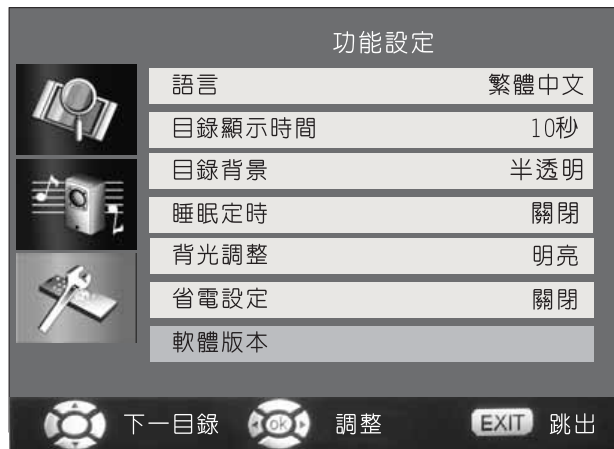 功能設定
語言 繁體中文
目錄顯示時間 10秒
目錄背景 半透明
睡眠定時 關閉
背光調整 明亮
省電設定 關閉
軟體版本
下一目錄 OK 調整 EXIT 跳出